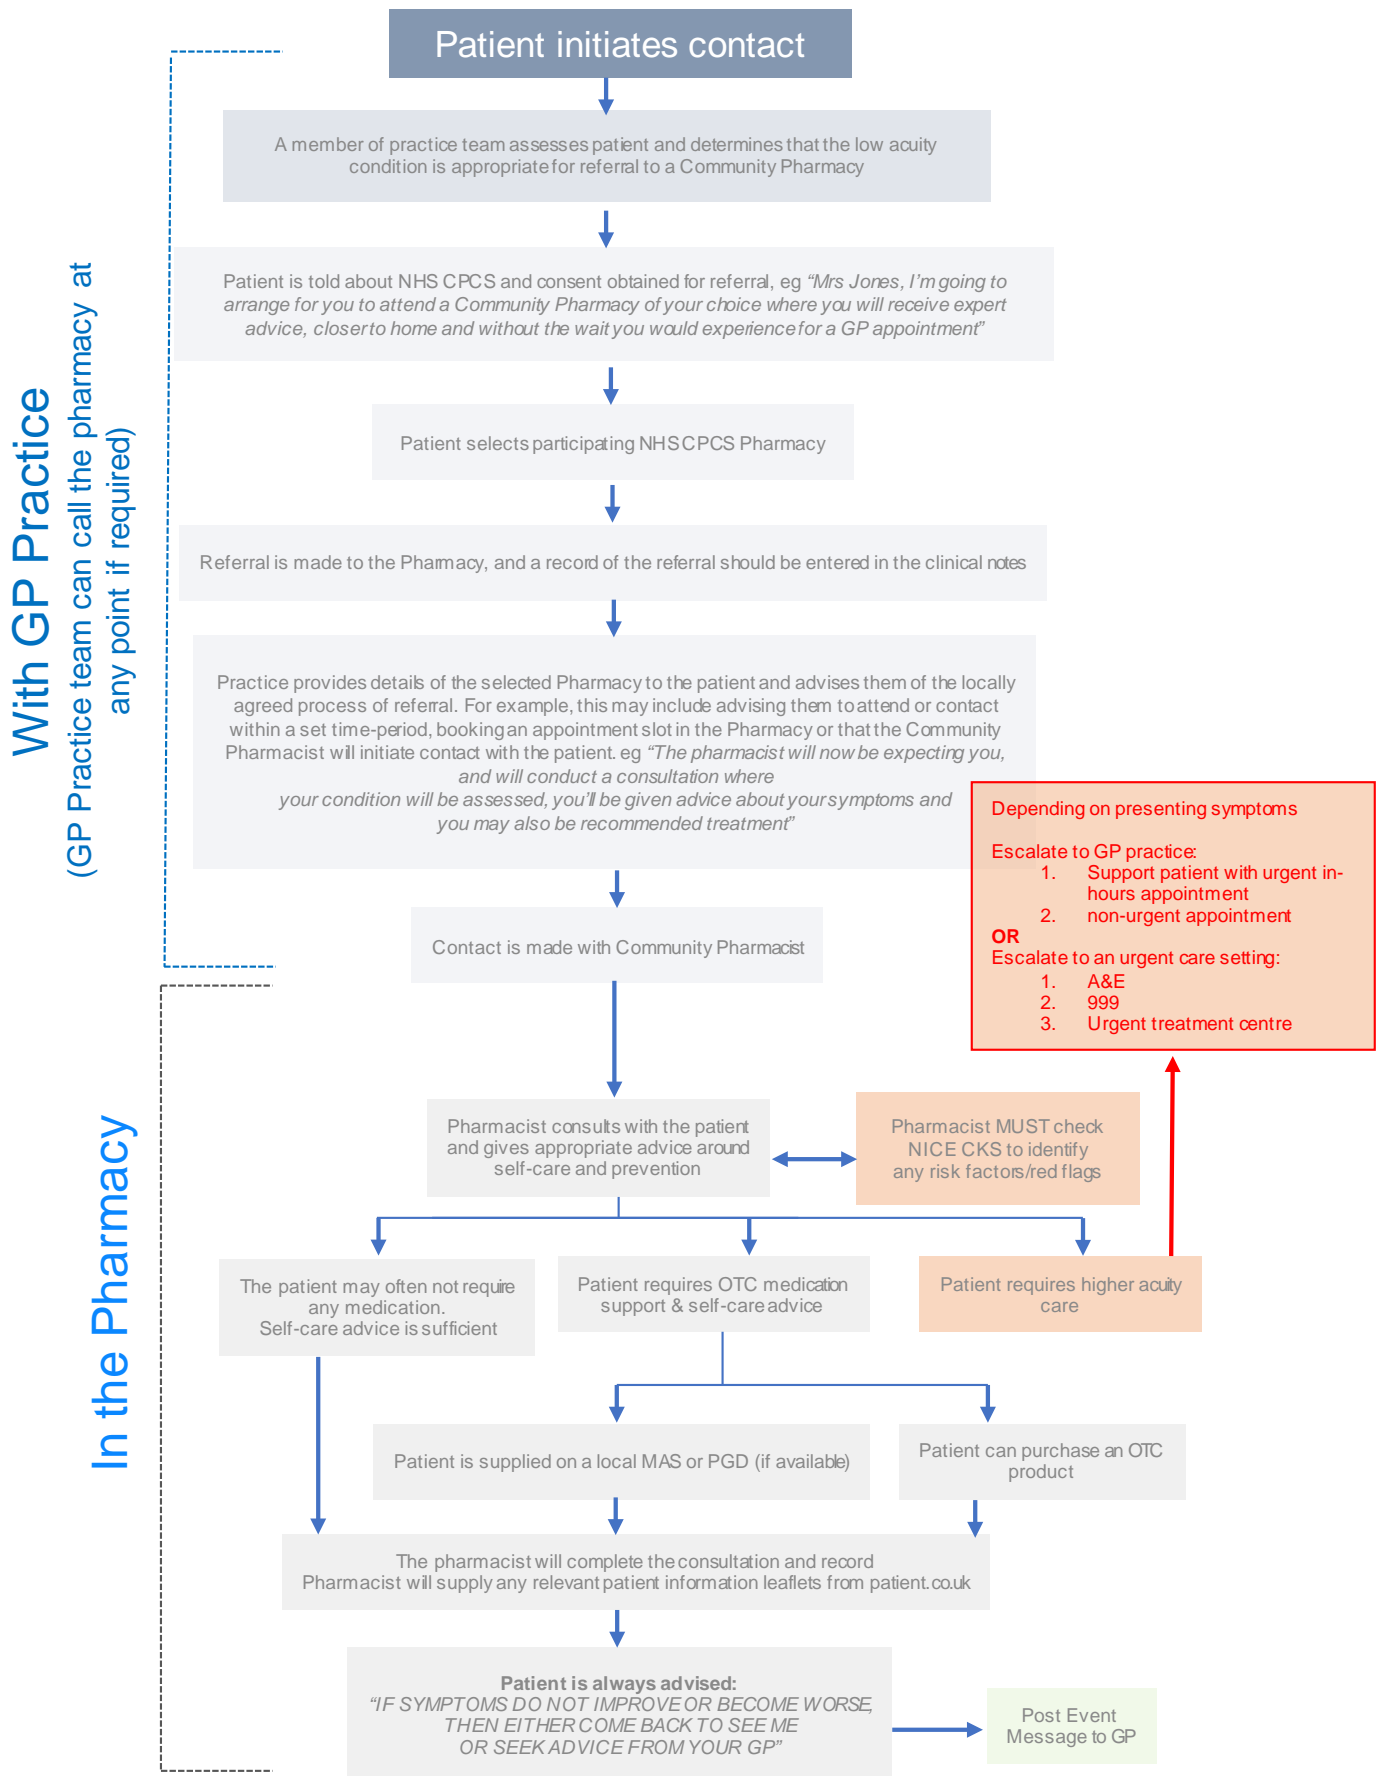 Patient initiates contact
A member of practice team assesses patient and determines that the low acuity
condition is appropriate for referral to a Community Pharmacy
Patient is told about NHS CPCS and consent obtained for referral, eg “Mrs Jones, I’m going to
arrange for you to attend a Community Pharmacy of your choice where you will receive expert
advice, closer to home and without the wait you would experience for a GP appointment”
Patient selects participating NHS CPCS Pharmacy
Referral is made to the Pharmacy, and a record of the referral should be entered in the clinical notes
Practice provides details of the selected Pharmacy to the patient and advises them of the locally
agreed process of referral. For example, this may include advising them to attend or contact
within a set time-period, booking an appointment slot in the Pharmacy or that the Community
Pharmacist will initiate contact with the patient. eg “The pharmacist will now be expecting you,
and will conduct a consultation where
your condition will be assessed, you’ll be given advice about your symptoms and
you may also be recommended treatment”
Contact is made with Community Pharmacist
With GP Practice
(GP Practice team can call the pharmacy at
any point if required)
Depending on presenting symptoms
Escalate to GP practice:
1. Support patient with urgent in-
hours appointment
2. non-urgent appointment
OR
Escalate to an urgent care setting:
1. A&E
2. 999
3. Urgent treatment centre
In the Pharmacy
Pharmacist consults with the patient
and gives appropriate advice around
self-care and prevention
Pharmacist MUST check
NICE CKS to identify
any risk factors/red flags
The patient may often not require
any medication.
Self-care advice is sufficient
Patient requires OTC medication
support & self-care advice
Patient requires higher acuity
care
Patient is supplied on a local MAS or PGD (if available)
Patient can purchase an OTC
product
The pharmacist will complete the consultation and record
Pharmacist will supply any relevant patient information leaflets from patient.co.uk
Patient is always advised:
“IF SYMPTOMS DO NOT IMPROVE OR BECOME WORSE,
THEN EITHER COME BACK TO SEE ME
OR SEEK ADVICE FROM YOUR GP”
Post Event
Message to GP